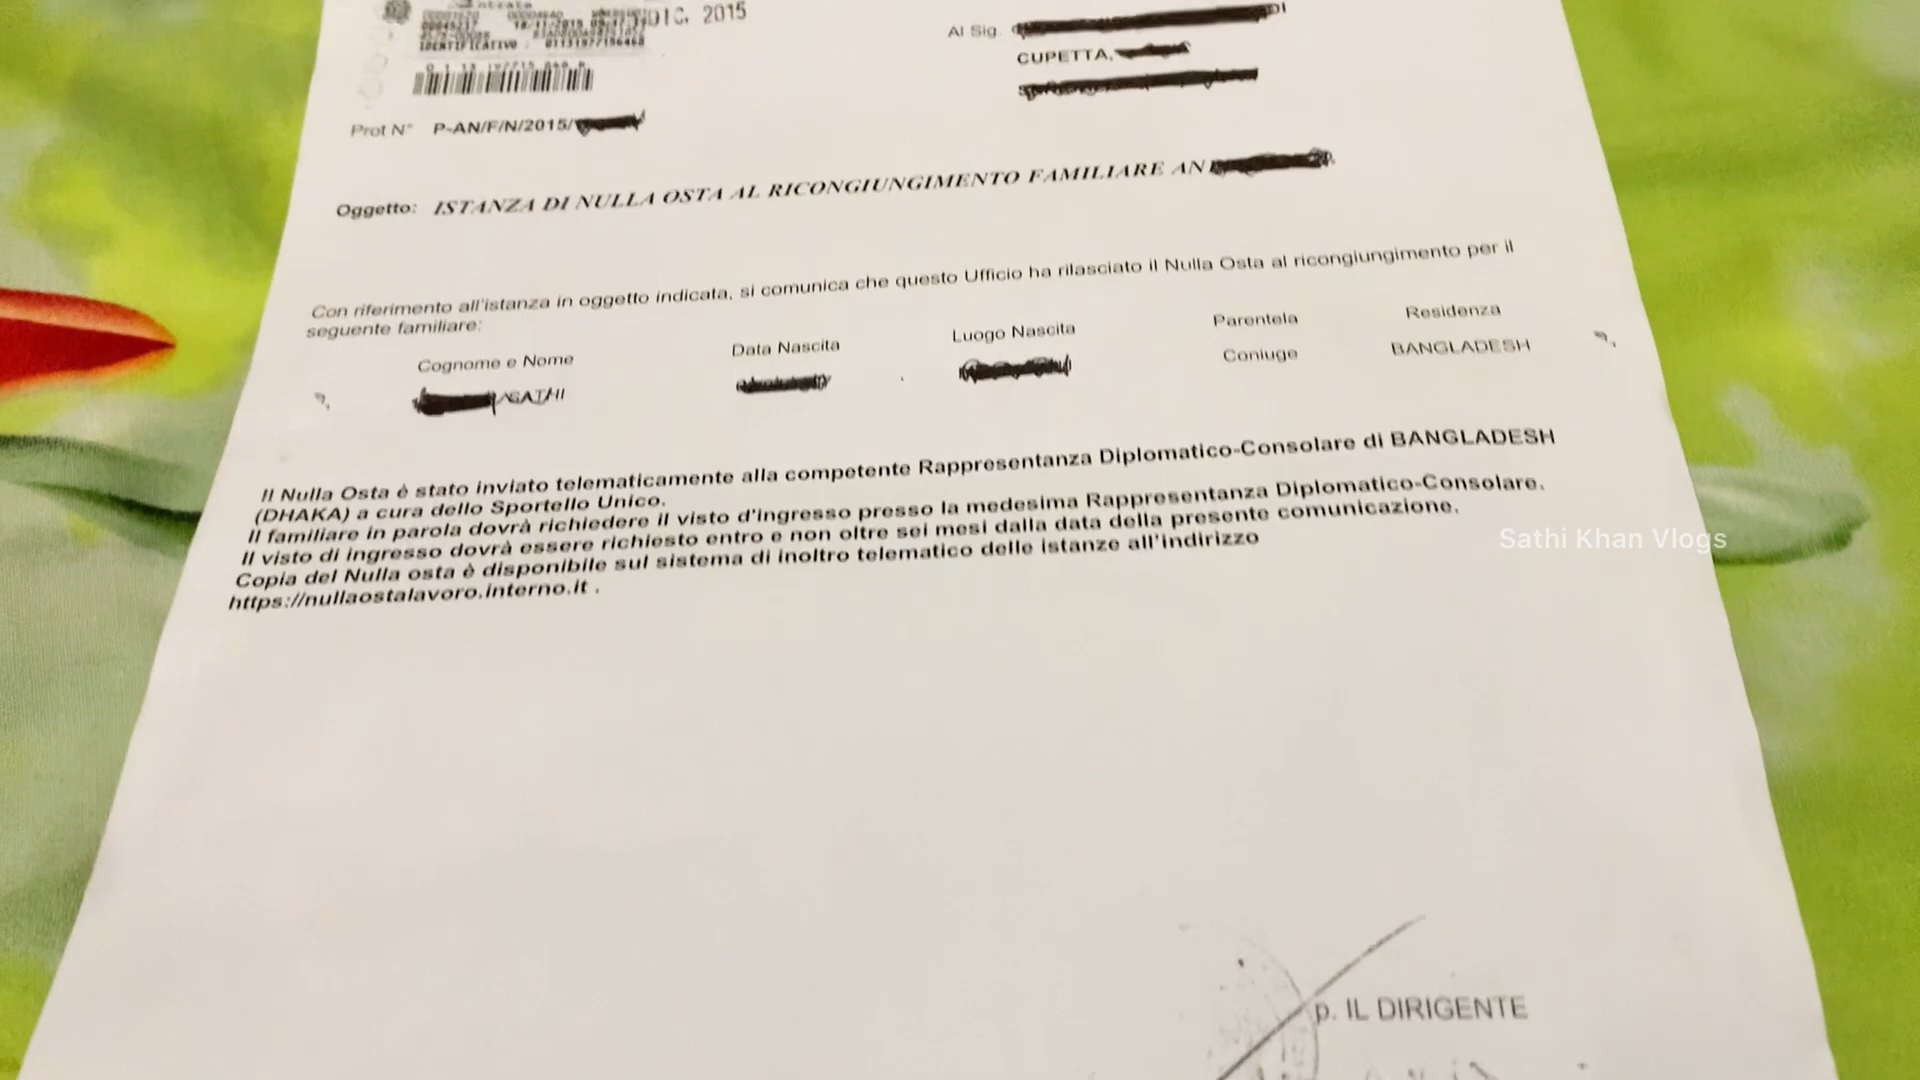 DIC. 2015
00045217 18/11/2015
IDENTIFICATIVO : 01131977156468
Al Sig.
CUPETTA,
Prot N° P-AN/F/N/2015/
Oggetto: ISTANZA DI NULLA OSTA AL RICONGIUNGIMENTO FAMILIARE AN
Con riferimento all'istanza in oggetto indicata, si comunica che questo Ufficio ha rilasciato il Nulla Osta al ricongiungimento per il
seguente familiare:
Cognome e Nome Data Nascita Luogo Nascita Parentela Residenza
SATHI Coniuge BANGLADESH
Il Nulla Osta è stato inviato telematicamente alla competente Rappresentanza Diplomatico-Consolare di BANGLADESH
(DHAKA) a cura dello Sportello Unico.
Il familiare in parola dovrà richiedere il visto d'ingresso presso la medesima Rappresentanza Diplomatico-Consolare.
Il visto di ingresso dovrà essere richiesto entro e non oltre sei mesi dalla data della presente comunicazione.
Copia del Nulla osta è disponibile sul sistema di inoltro telematico delle istanze all'indirizzo
https://nullaostalavoro.interno.it .
Sathi Khan Vlogs
p. IL DIRIGENTE